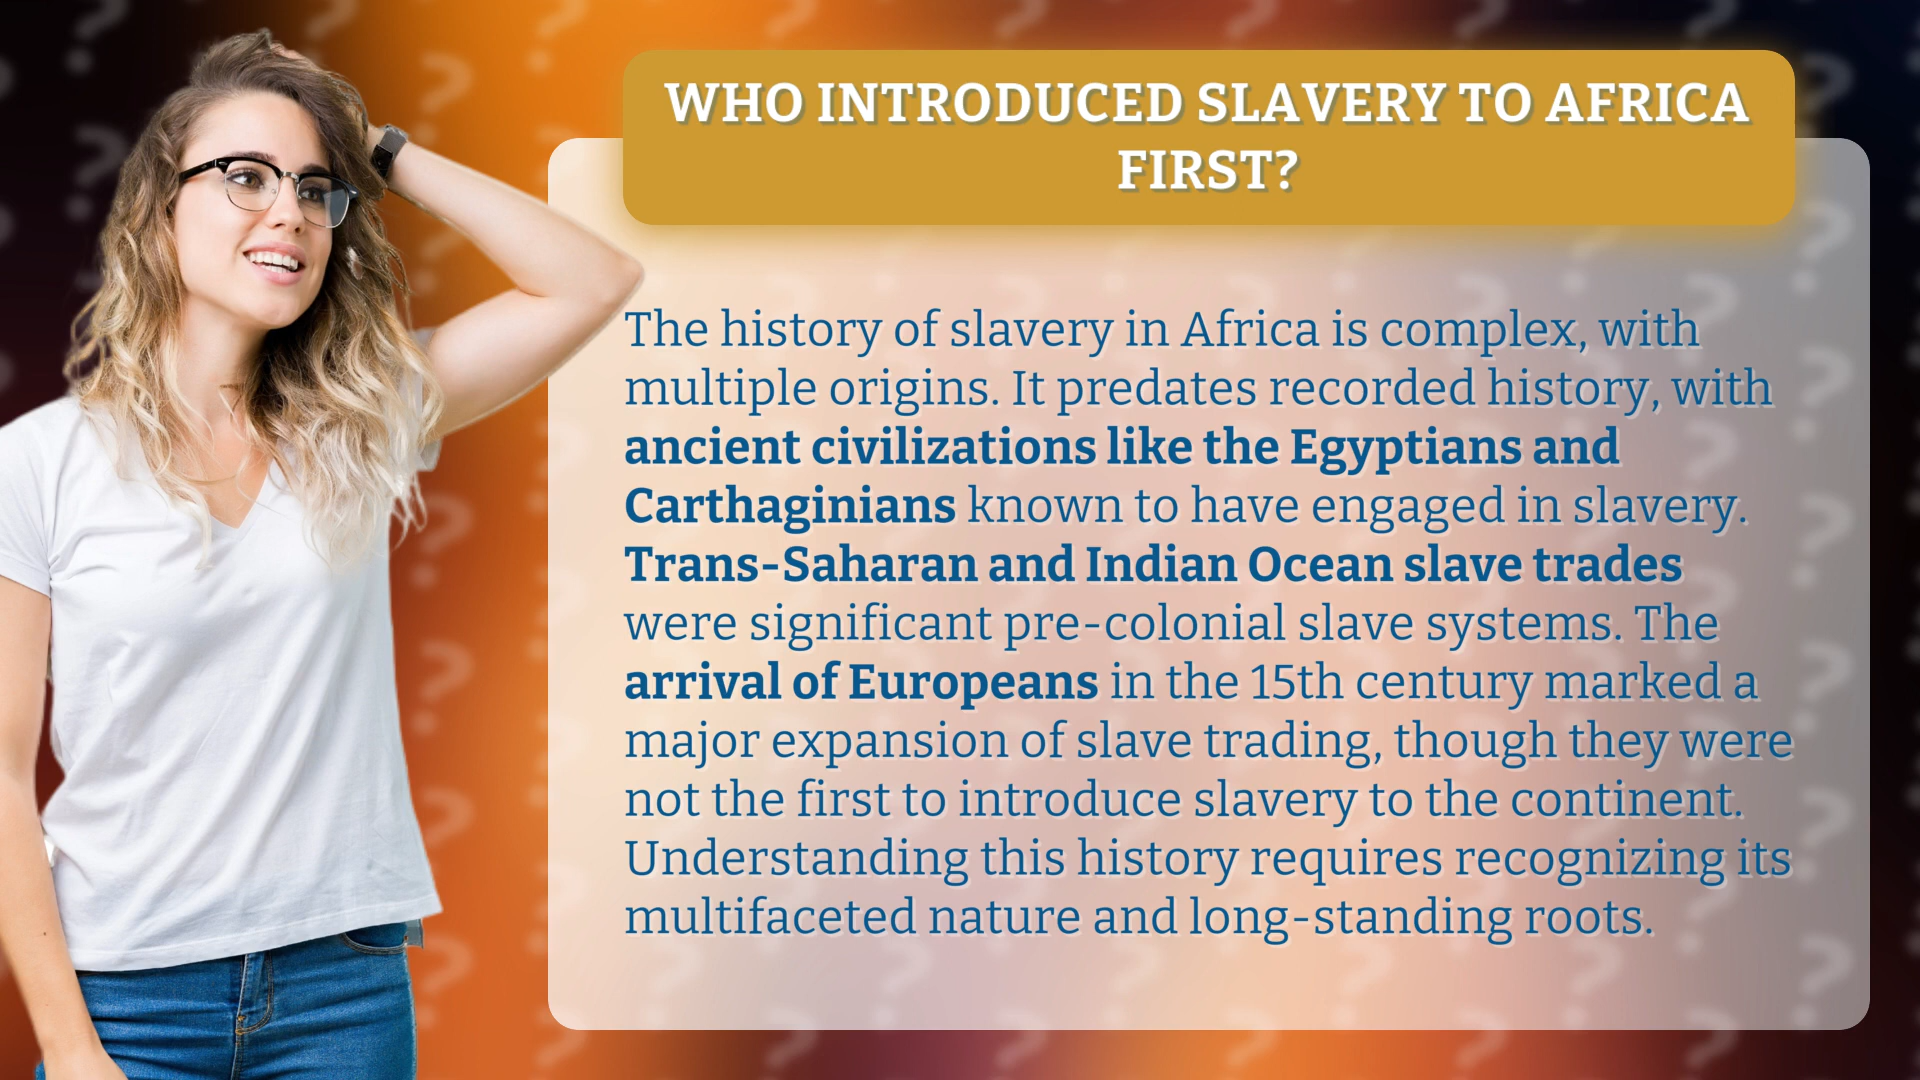 WHO INTRODUCED SLAVERY TO AFRICA
FIRST?
The history of slavery in Africa is complex, with
multiple origins. It predates recorded history, with
ancient civilizations like the Egyptians and
Carthaginians known to have engaged in slavery.
Trans-Saharan and Indian Ocean slave trades
were significant pre-colonial slave systems. The
arrival of Europeans in the 15th century marked a
major expansion of slave trading, though they were
not the first to introduce slavery to the continent.
Understanding this history requires recognizing its
multifaceted nature and long-standing roots.